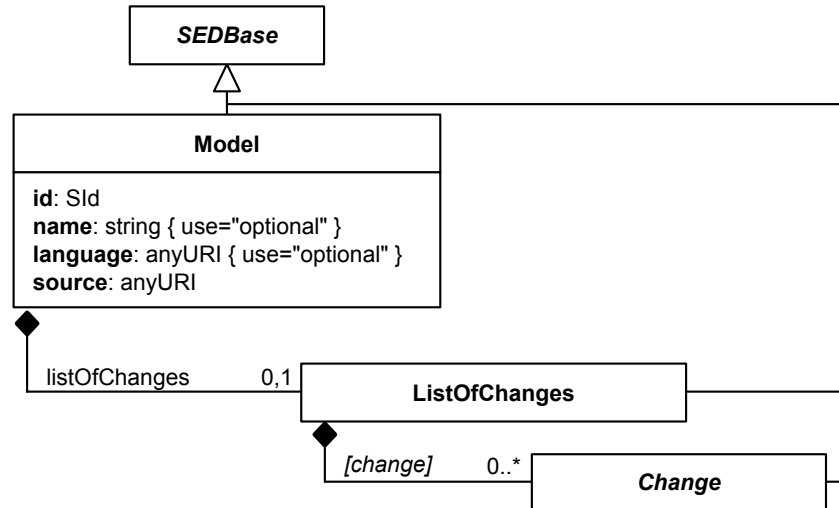 SEDBase
Model
id: SId
name: string { use="optional" }
language: anyURI { use="optional" }
source: anyURI
listOfChanges 0,1
ListOfChanges
[change] 0..*
Change